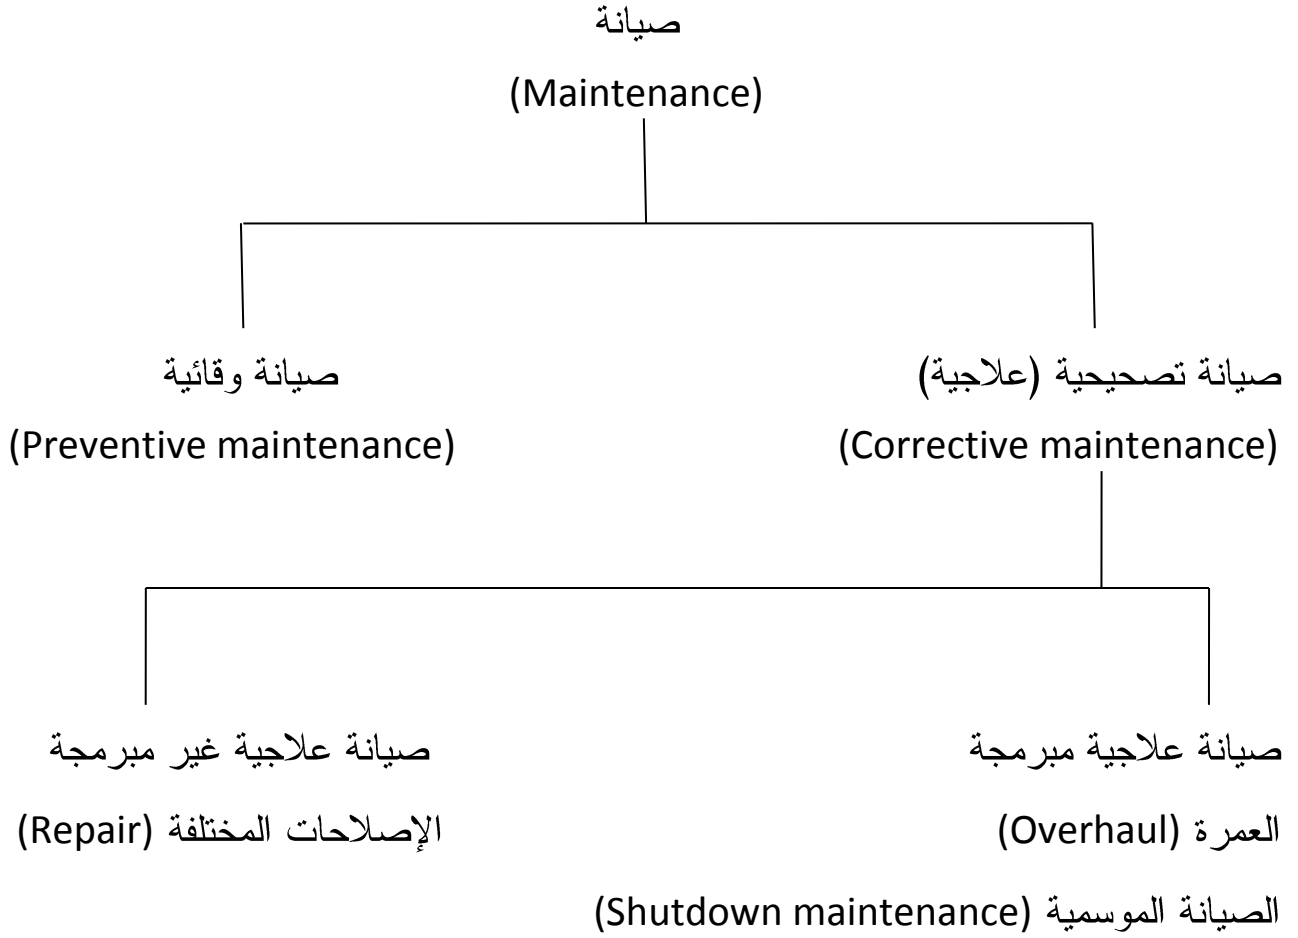 صيانة
(Maintenance)
صيانة تصحيحية (علاجية)
(Corrective maintenance)
صيانة وقائية
(Preventive maintenance)
صيانة علاجية مبرمجة
العمرة (Overhaul)
الصيانة الموسمية (Shutdown maintenance)
صيانة علاجية غير مبرمجة
الإصلاحات المختلفة (Repair)